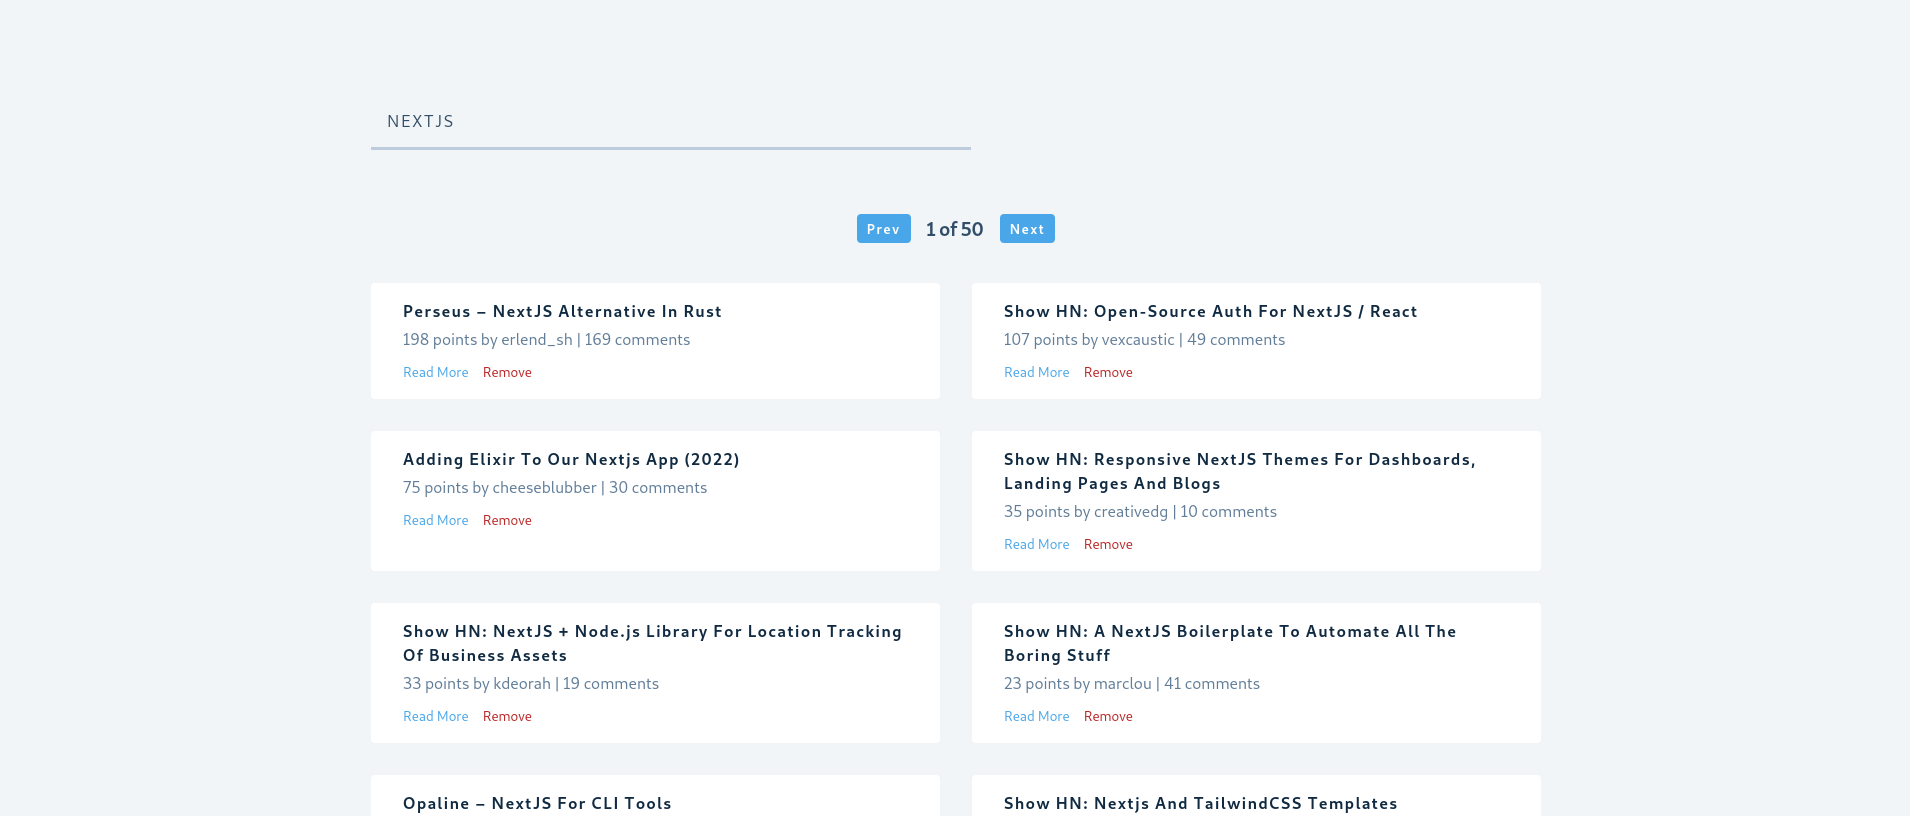 NEXTJS
Prev 1 of 50 Next
Perseus – NextJS Alternative In Rust
198 points by erlend_sh | 169 comments
Read More Remove
Show HN: Open-Source Auth For NextJS / React
107 points by vexcaustic | 49 comments
Read More Remove
Adding Elixir To Our Nextjs App (2022)
75 points by cheeseblubber | 30 comments
Read More Remove
Show HN: Responsive NextJS Themes For Dashboards,
Landing Pages And Blogs
35 points by creativedg | 10 comments
Read More Remove
Show HN: NextJS + Node.js Library For Location Tracking
Of Business Assets
33 points by kdeorah | 19 comments
Read More Remove
Show HN: A NextJS Boilerplate To Automate All The
Boring Stuff
23 points by marclou | 41 comments
Read More Remove
Opaline – NextJS For CLI Tools
Show HN: Nextjs And TailwindCSS Templates